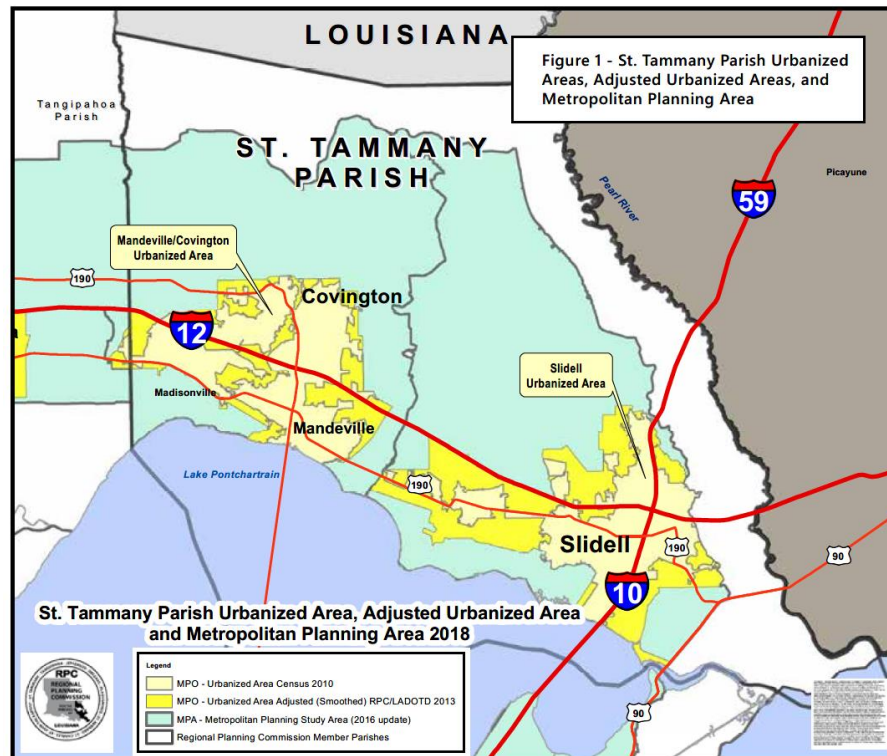 LOUISIANA
Figure 1 - St. Tammany Parish Urbanized
Areas, Adjusted Urbanized Areas, and
Metropolitan Planning Area
Tangipahoa
Parish
ST. TAMMANY
PARISH
Pearl River
Picayune
59
Mandeville/Covington
Urbanized Area
190
Covington
12
Slidell
Urbanized Area
Madisonville
Mandeville
Lake Pontchartrain
190
Slidell
190
90
10
St. Tammany Parish Urbanized Area, Adjusted Urbanized Area
and Metropolitan Planning Area 2018
RPC
REGIONAL
PLANNING
COMMISSION
LOUISIANA
Legend
MPO - Urbanized Area Census 2010
MPO - Urbanized Area Adjusted (Smoothed) RPC/LADOTD 2013
MPA - Metropolitan Planning Study Area (2016 update)
Regional Planning Commission Member Parishes
90